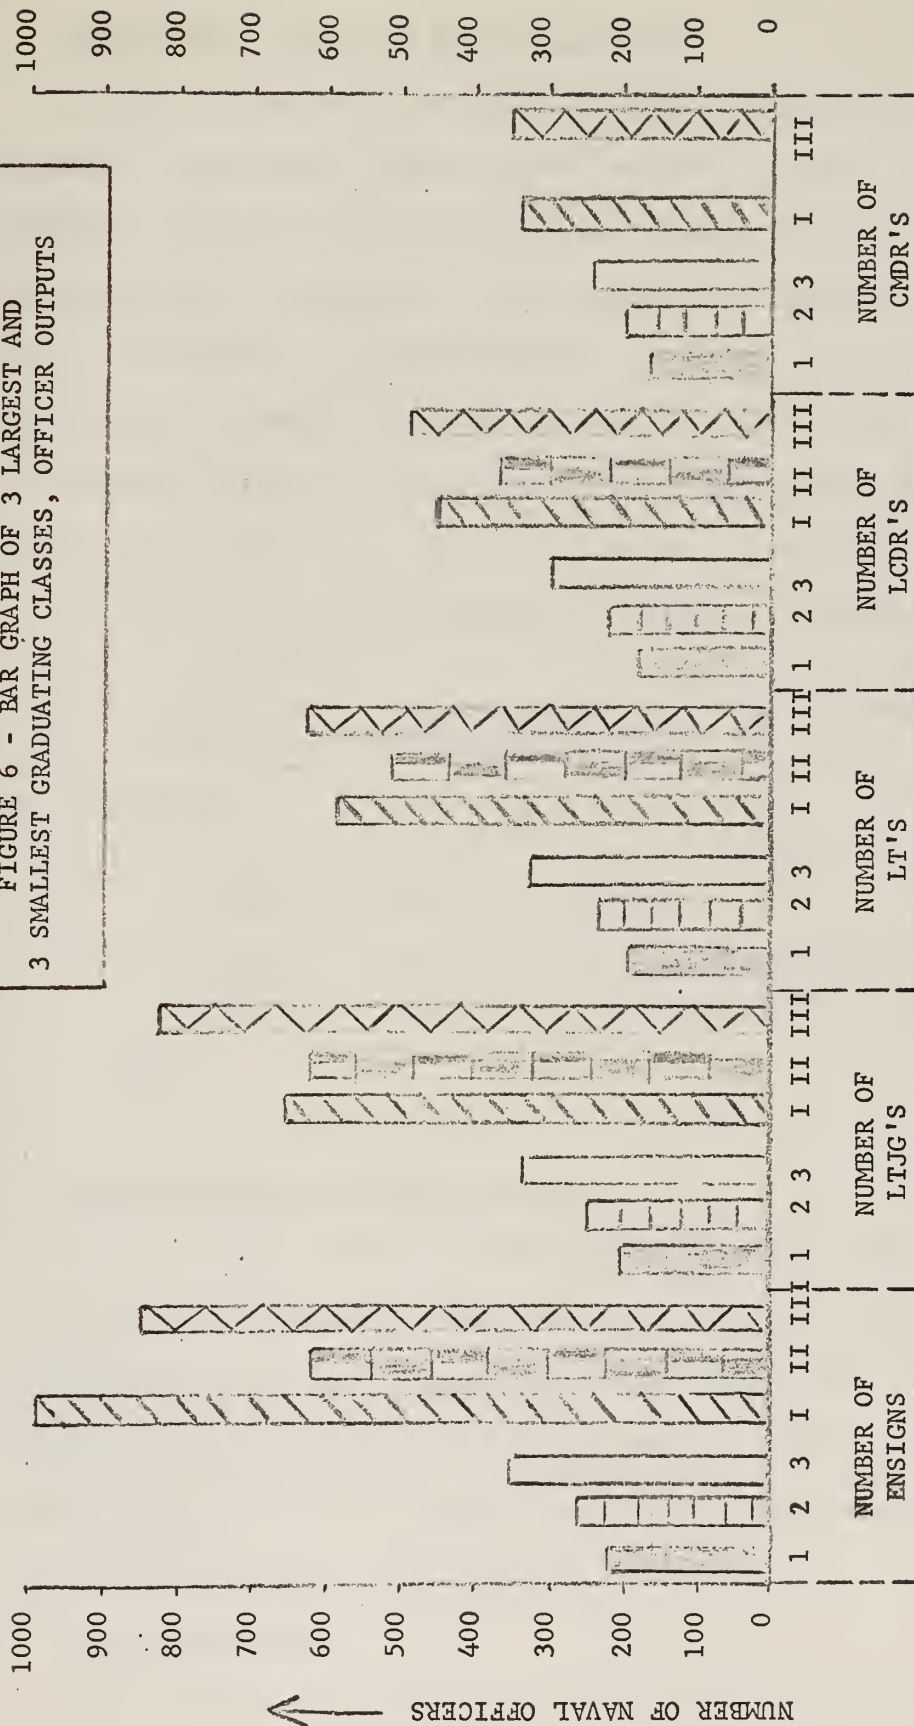 FIGURE 6 - BAR GRAPH OF 3 LARGEST AND
3 SMALLEST GRADUATING CLASSES, OFFICER OUTPUTS
NUMBER OF NAVAL OFFICERS
1000
900
800
700
600
500
400
300
200
100
0
1000
900
800
700
600
500
400
300
200
100
0
1 2 3 I II III
NUMBER OF
ENSIGNS
1 2 3 I II III
NUMBER OF
LTJG'S
1 2 3 I II III
NUMBER OF
LT'S
1 2 3 I II III
NUMBER OF
LCDR'S
1 2 3 I III
NUMBER OF
CMDR'S